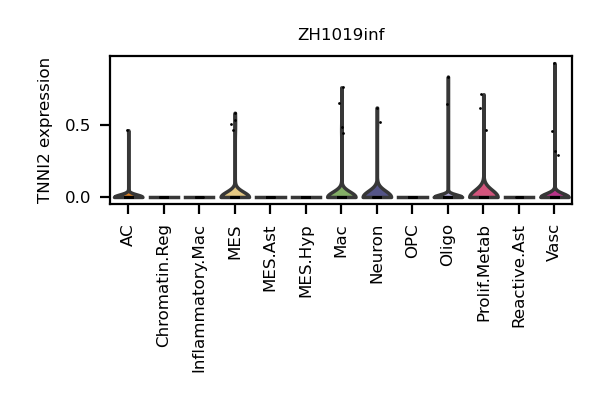 ZH1019inf
TNNI2 expression
0.5
0.0
AC
Chromatin.Reg
Inflammatory.Mac
MES
MES.Ast
MES.Hyp
Mac
Neuron
OPC
Oligo
Prolif.Metab
Reactive.Ast
Vasc